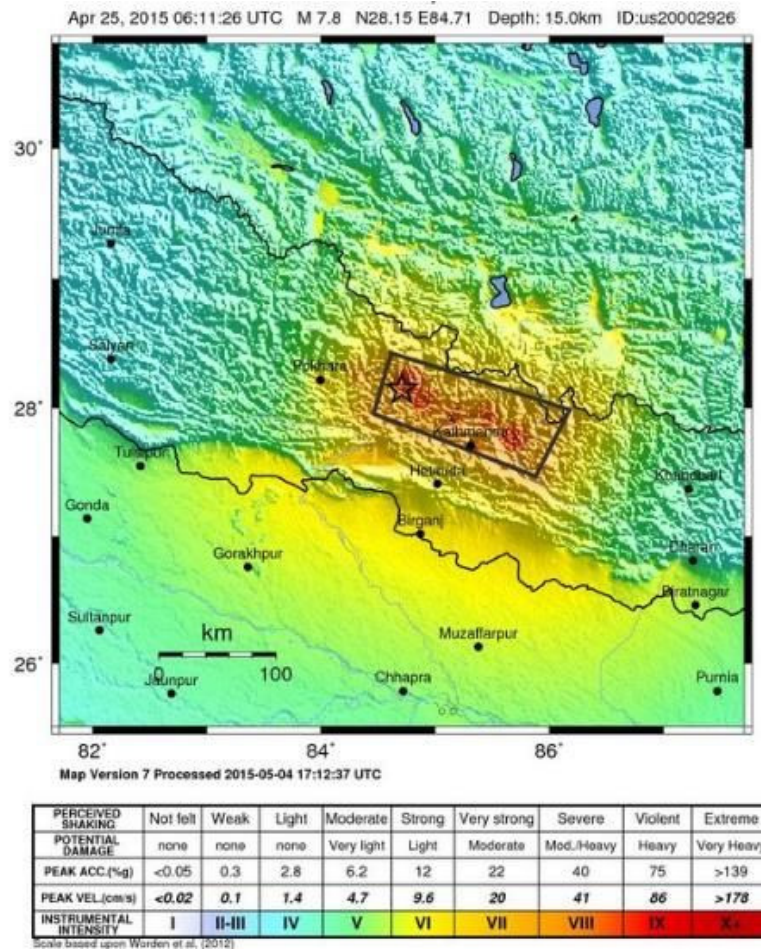 Apr 25, 2015 06:11:26 UTC M 7.8 N28.15 E84.71 Depth: 15.0km ID:us20002926
30°
Jumla
Salyan
Pokhara
28°
Kathmandu
Tulsipur
Hetauda
Khandbari
Gonda
Birganj
Dharan
Gorakhpur
Biratnagar
Sultanpur
km
Muzaffarpur
0 100
26°
Jaunpur
Chhapra
Purnia
82° 84° 86°
Map Version 7 Processed 2015-05-04 17:12:37 UTC
PERCEIVED SHAKING Not felt Weak Light Moderate Strong Very strong Severe Violent Extreme
POTENTIAL DAMAGE none none none Very light Light Moderate Mod./Heavy Heavy Very Heavy
PEAK ACC.(%g) <0.05 0.3 2.8 6.2 12 22 40 75 >139
PEAK VEL.(cm/s) <0.02 0.1 1.4 4.7 9.6 20 41 86 >178
INSTRUMENTAL INTENSITY I II-III IV V VI VII VIII IX X+
Scale based upon Worden et al. (2012)